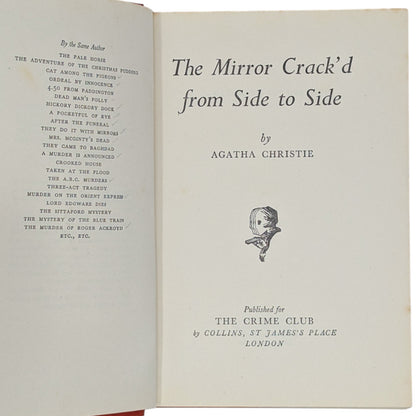 By the Same Author
THE PALE HORSE
THE ADVENTURE OF THE CHRISTMAS PUDDING
CAT AMONG THE PIGEONS
ORDEAL BY INNOCENCE
4.50 FROM PADDINGTON
DEAD MAN'S FOLLY
HICKORY DICKORY DOCK
A POCKETFUL OF RYE
AFTER THE FUNERAL
THEY DO IT WITH MIRRORS
MRS. MCGINTY'S DEAD
THEY CAME TO BAGHDAD
A MURDER IS ANNOUNCED
CROOKED HOUSE
TAKEN AT THE FLOOD
THE A.B.C. MURDERS
THREE-ACT TRAGEDY
MURDER ON THE ORIENT EXPRESS
LORD EDGWARE DIES
THE SITTAFORD MYSTERY
THE MYSTERY OF THE BLUE TRAIN
THE MURDER OF ROGER ACKROYD
ETC., ETC.
The Mirror Crack'd
from Side to Side
by
AGATHA CHRISTIE
Published for
THE CRIME CLUB
by COLLINS, ST JAMES'S PLACE
LONDON